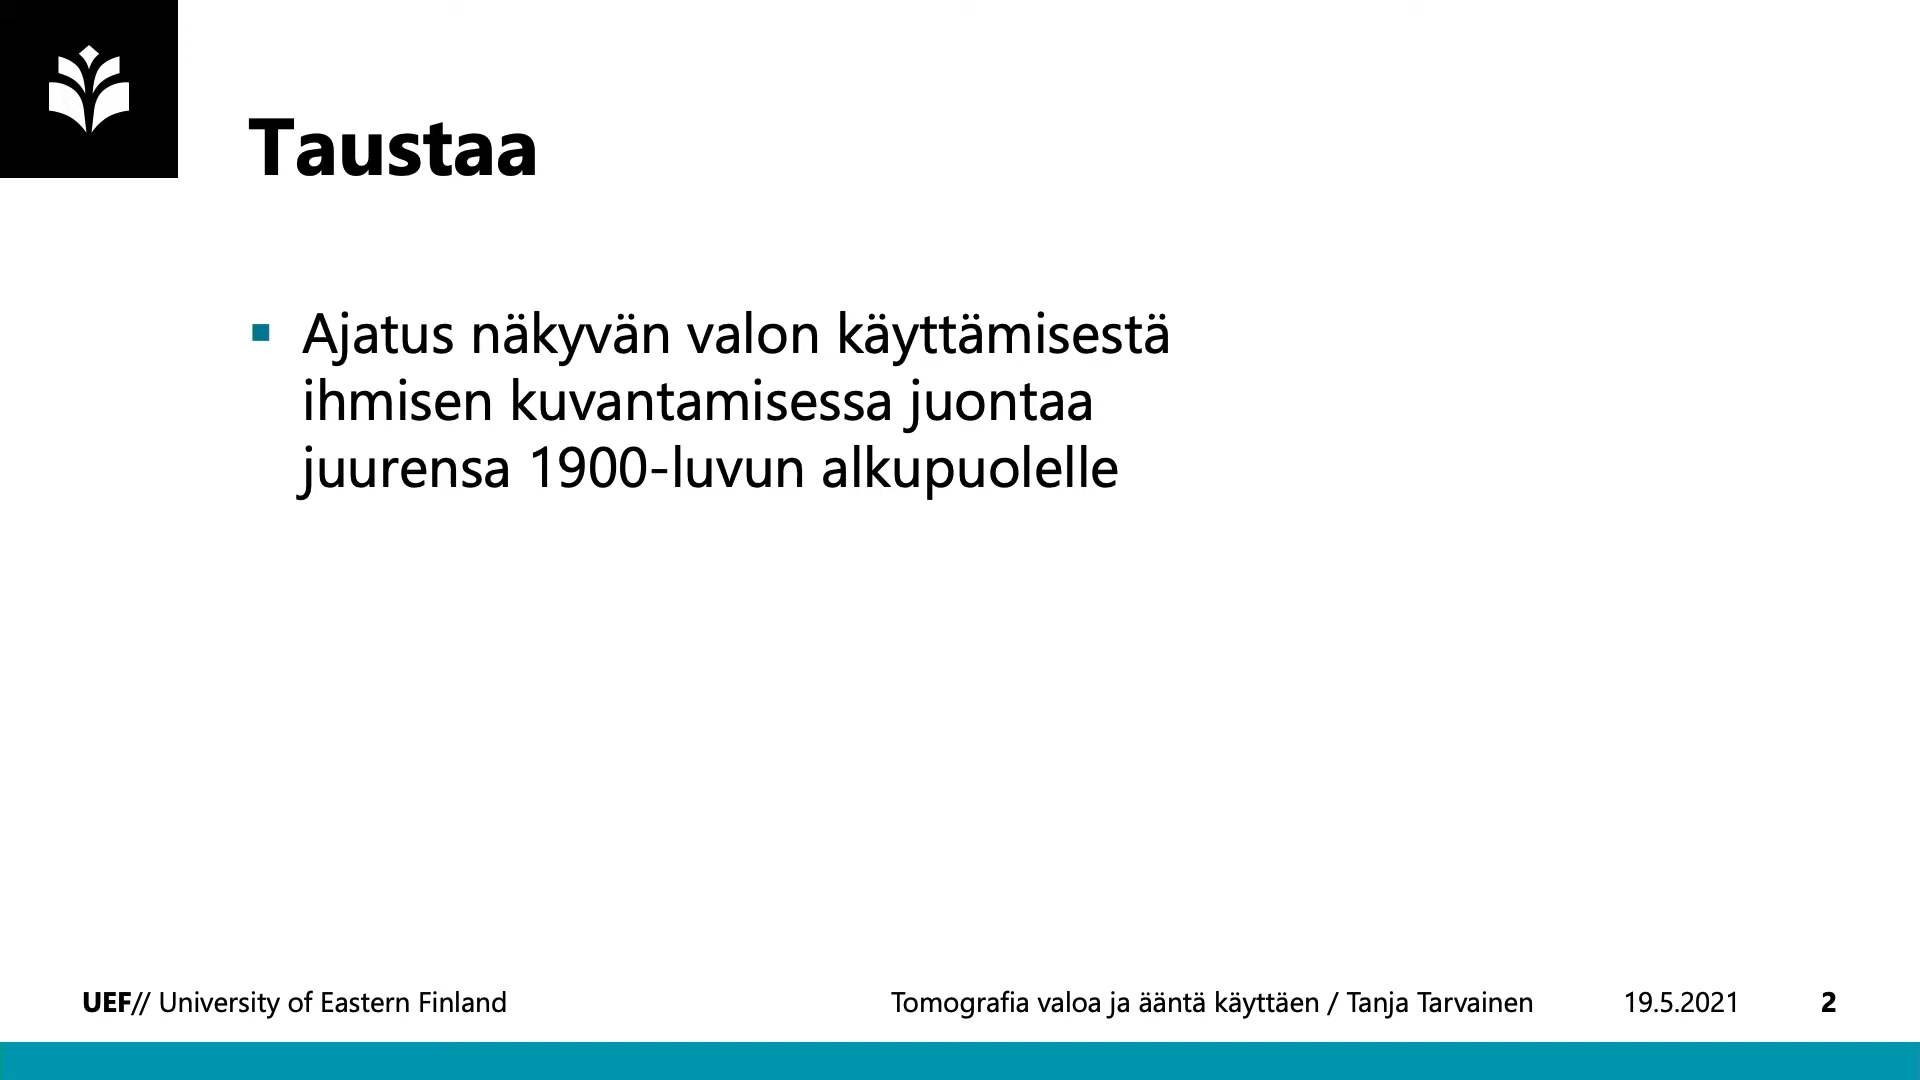 Taustaa
▪ Ajatus näkyvän valon käyttämisestä
ihmisen kuvantamisessa juontaa
juurensa 1900-luvun alkupuolelle
UEF// University of Eastern Finland
Tomografia valoa ja ääntä käyttäen / Tanja Tarvainen
19.5.2021
2